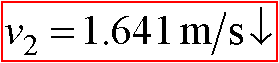 v₂ = 1.641 m/s↓